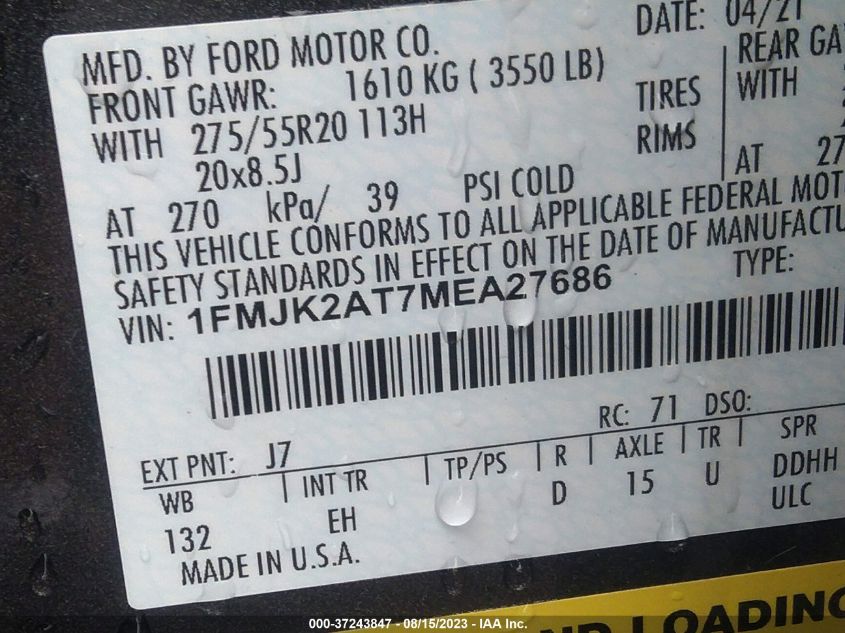 MFD. BY FORD MOTOR CO.
DATE: 04/21
FRONT GAWR: 1610 KG ( 3550 LB)
REAR GA
WITH 275/55R20 113H TIRES
WITH
20x8.5J RIMS
AT 270 kPa/ 39 PSI COLD
AT 27
THIS VEHICLE CONFORMS TO ALL APPLICABLE FEDERAL MOT
SAFETY STANDARDS IN EFFECT ON THE DATE OF MANUFACTU
VIN: 1FMJK2AT7MEA27686
TYPE:
RC: 71 DSO:
EXT PNT: J7
WB | INT TR | TP/PS | R | AXLE | TR | SPR
132 EH D 15 U DDHH
ULC
MADE IN U.S.A.
LOADING
000-37243847 - 08/15/2023 - IAA Inc.